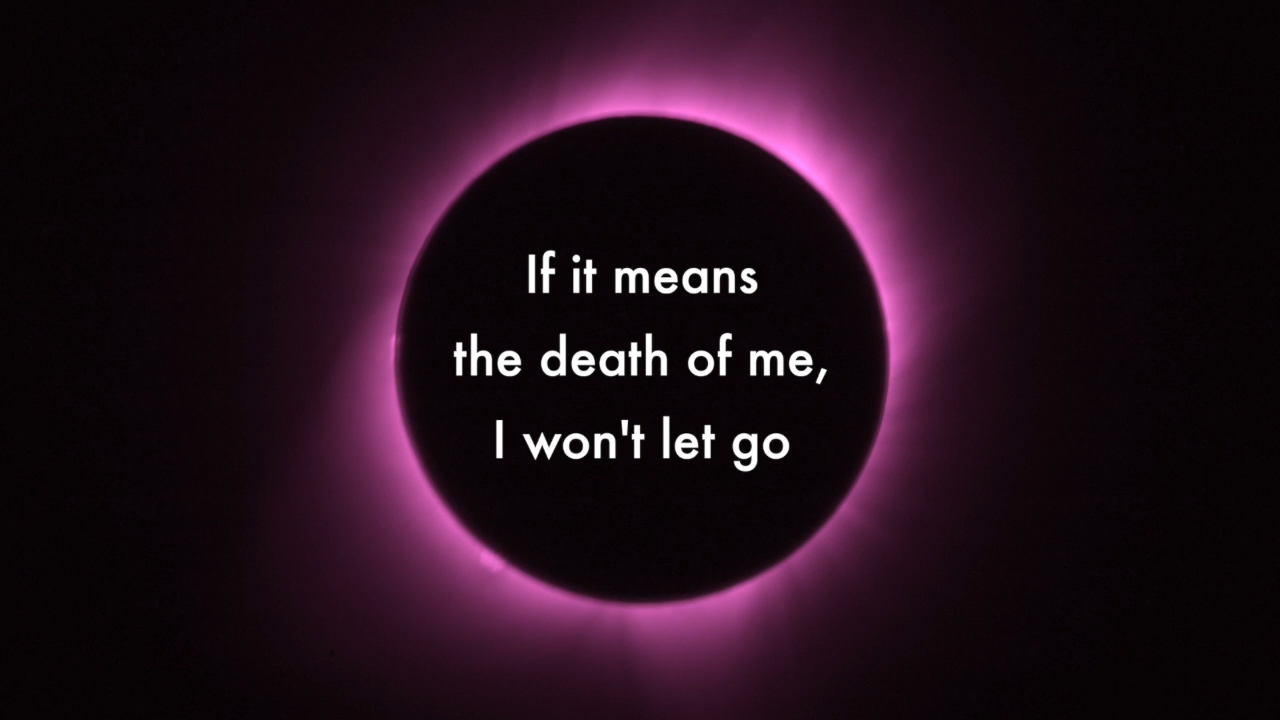 If it means
the death of me,
I won't let go